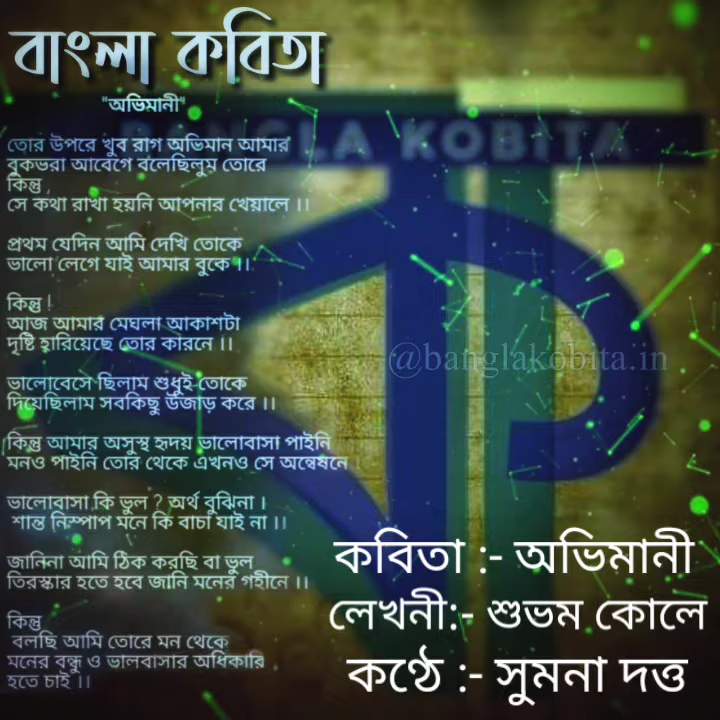 বাংলা কবিতা
"অভিমানী"
BANGLA KOBITA
তোর উপরে খুব রাগ অভিমান আমার
বুকভরা আবেগে বলেছিলুম তোরে
কিন্তু ,
সে কথা রাখা হয়নি আপনার খেয়ালে ।।
প্রথম যেদিন আমি দেখি তোকে
ভালো লেগে যাই আমার বুকে ।।
কিন্তু !
আজ আমার মেঘলা আকাশটা
দৃষ্টি হারিয়েছে তোর কারনে ।।
@banglakobita.in
ভালোবেসে ছিলাম শুধুই তোকে
দিয়েছিলাম সবকিছু উজাড় করে ।।
কিন্তু আমার অসুস্থ হৃদয় ভালোবাসা পাইনি
মনও পাইনি তোর থেকে এখনও সে অন্বেষনে
ভালোবাসা কি ভুল ? অর্থ বুঝিনা ।
শান্ত নিস্পাপ মনে কি বাচা যাই না ।।
জানিনা আমি ঠিক করছি বা ভুল
তিরস্কার হতে হবে জানি মনের গহীনে ।।
কিন্তু
বলছি আমি তোরে মন থেকে
মনের বন্ধু ও ভালবাসার অধিকারি
হতে চাই ।।
কবিতা :- অভিমানী
লেখনী:- শুভম কোলে
কণ্ঠে :- সুমনা দত্ত